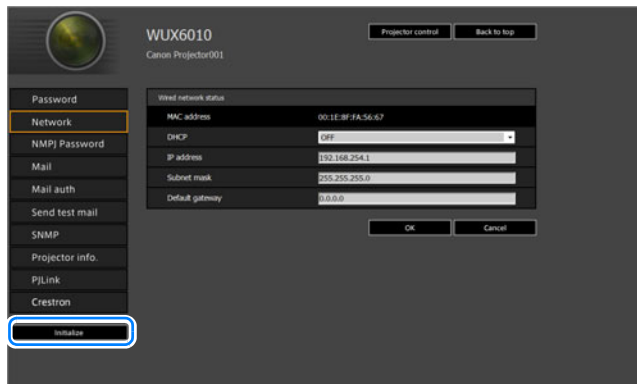 WUX6010
Projector control
Back to top
Canon Projector001
Password
Network
NMPJ Password
Mail
Mail auth
Send test mail
SNMP
Projector info.
PJLink
Crestron
Initialize
Wired network status
MAC address 00:1E:8F:FA:56:67
DHCP OFF
IP address 192.168.254.1
Subnet mask 255.255.255.0
Default gateway 0.0.0.0
OK
Cancel